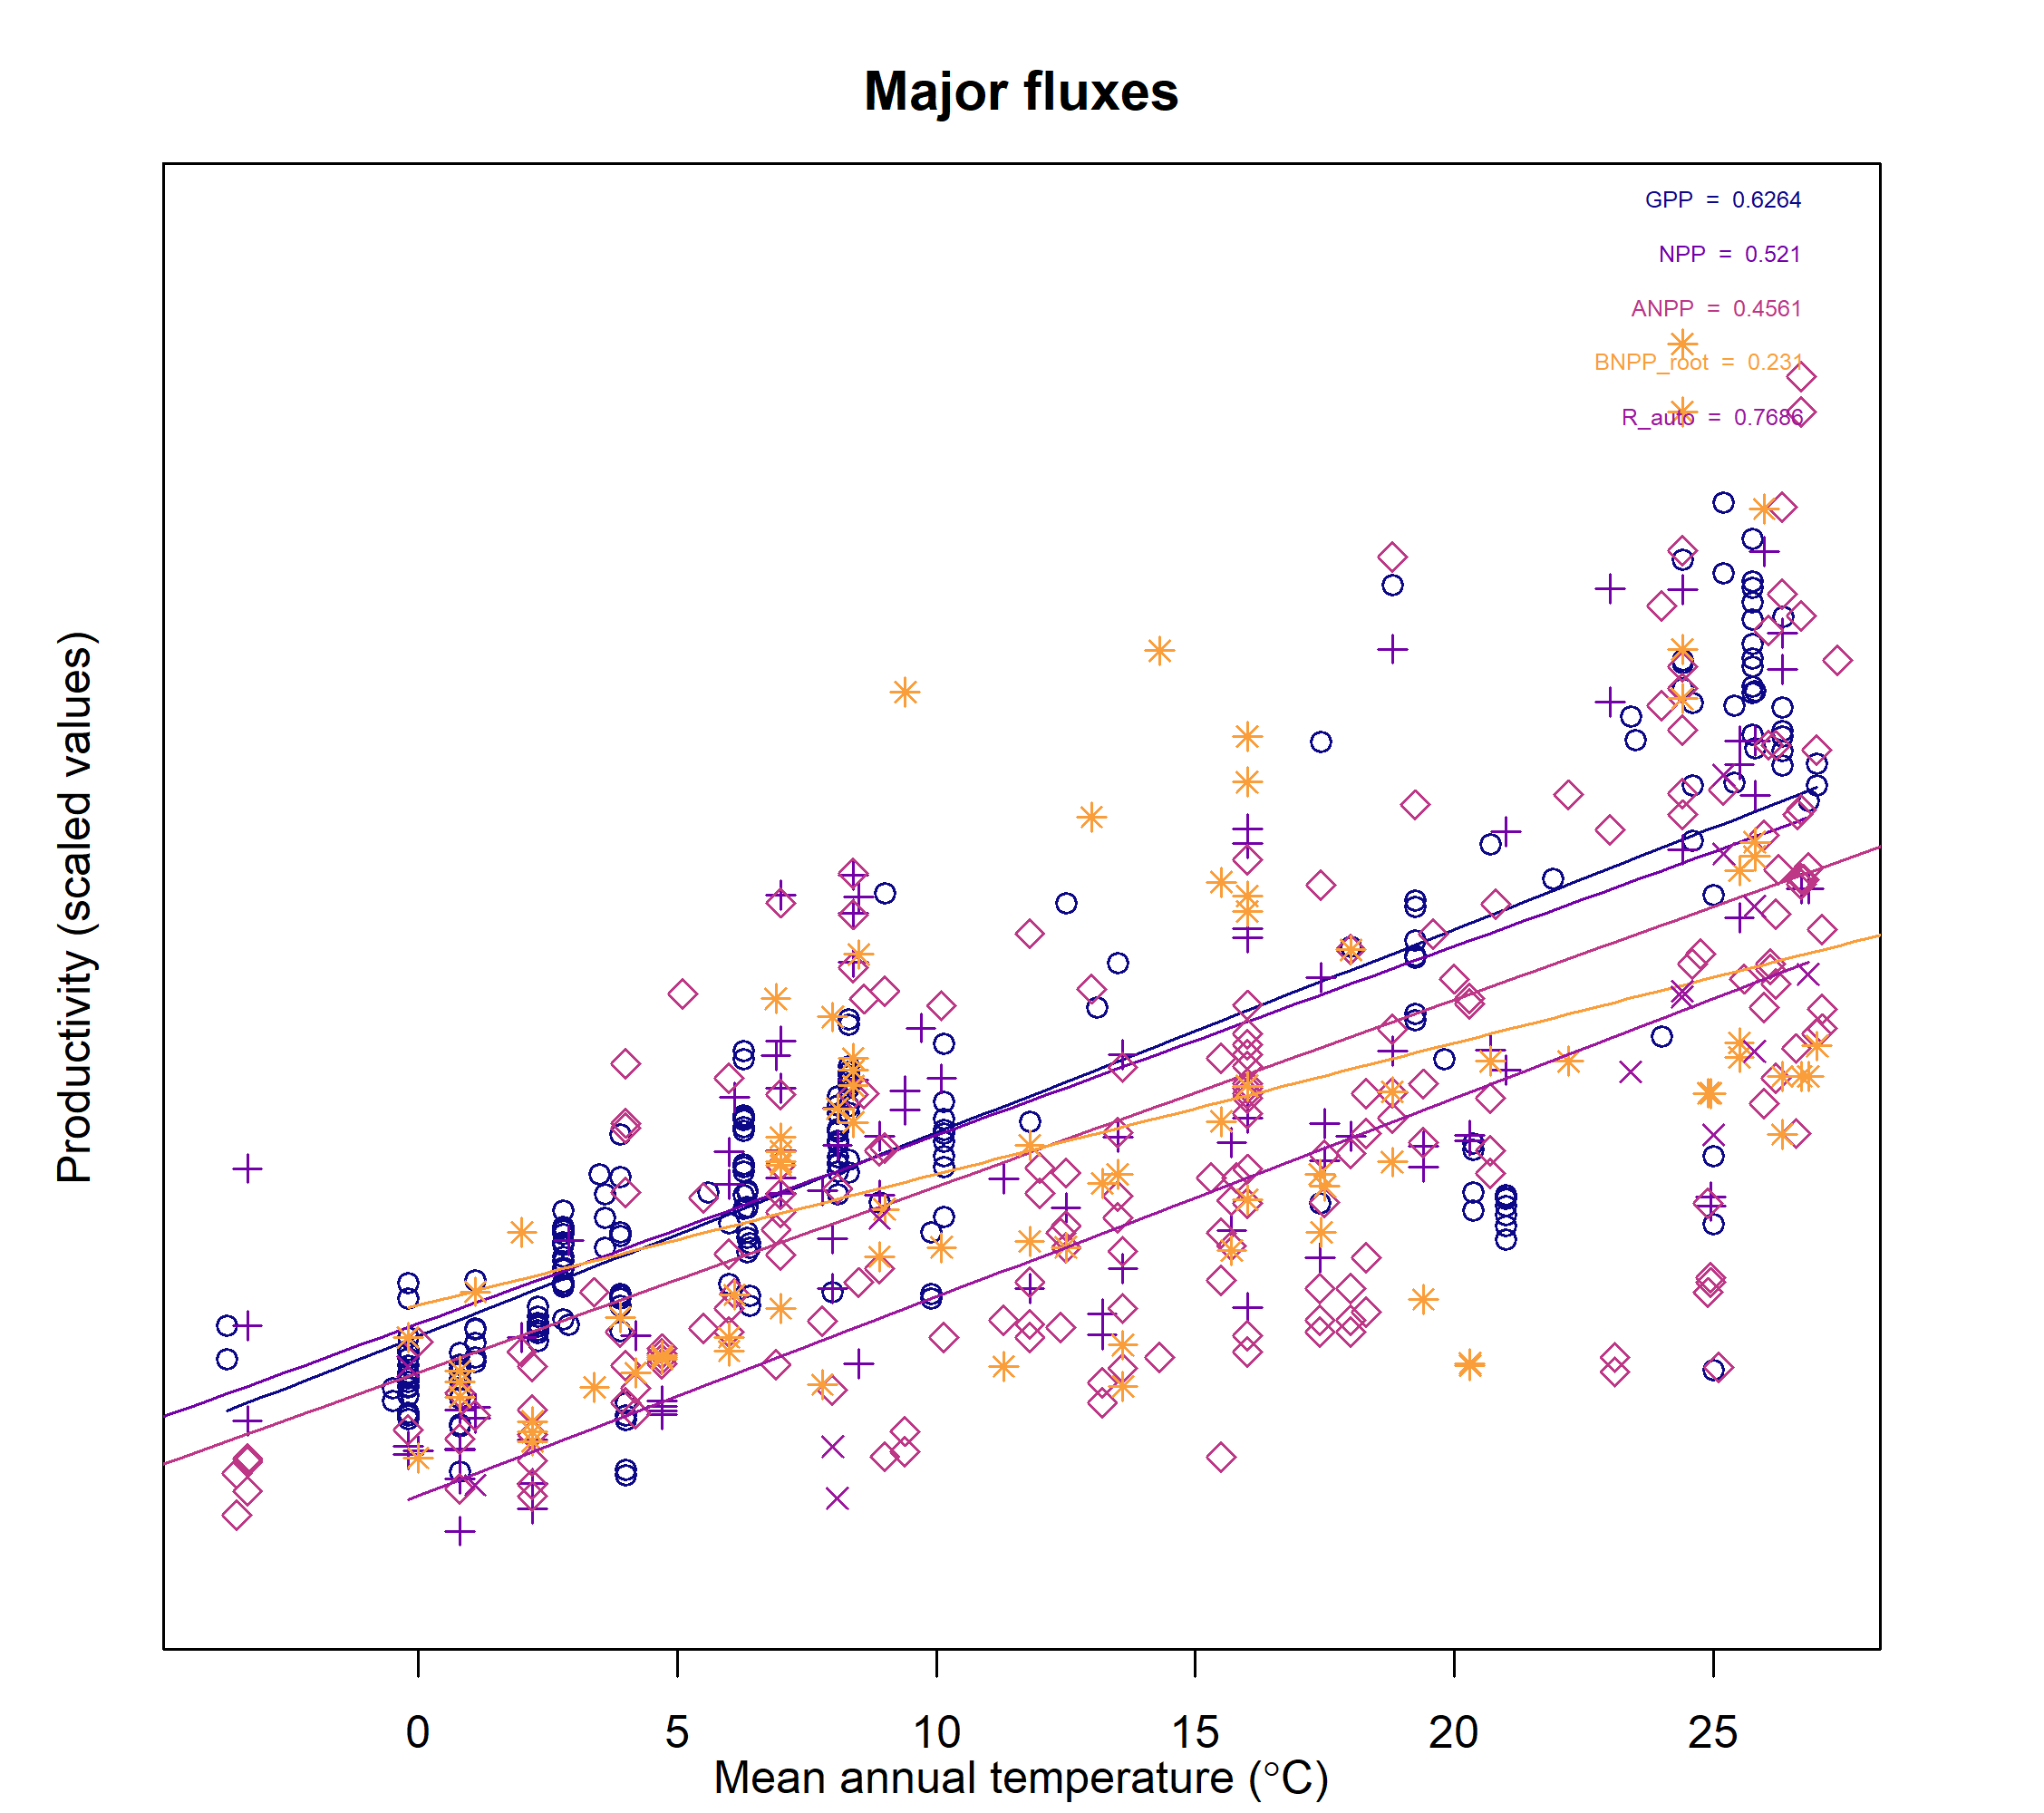 Major fluxes
GPP = 0.6264
NPP = 0.521
ANPP = 0.4561
BNPP_root = 0.231
R_auto = 0.7686
Productivity (scaled values)
0 5 10 15 20 25
Mean annual temperature (°C)